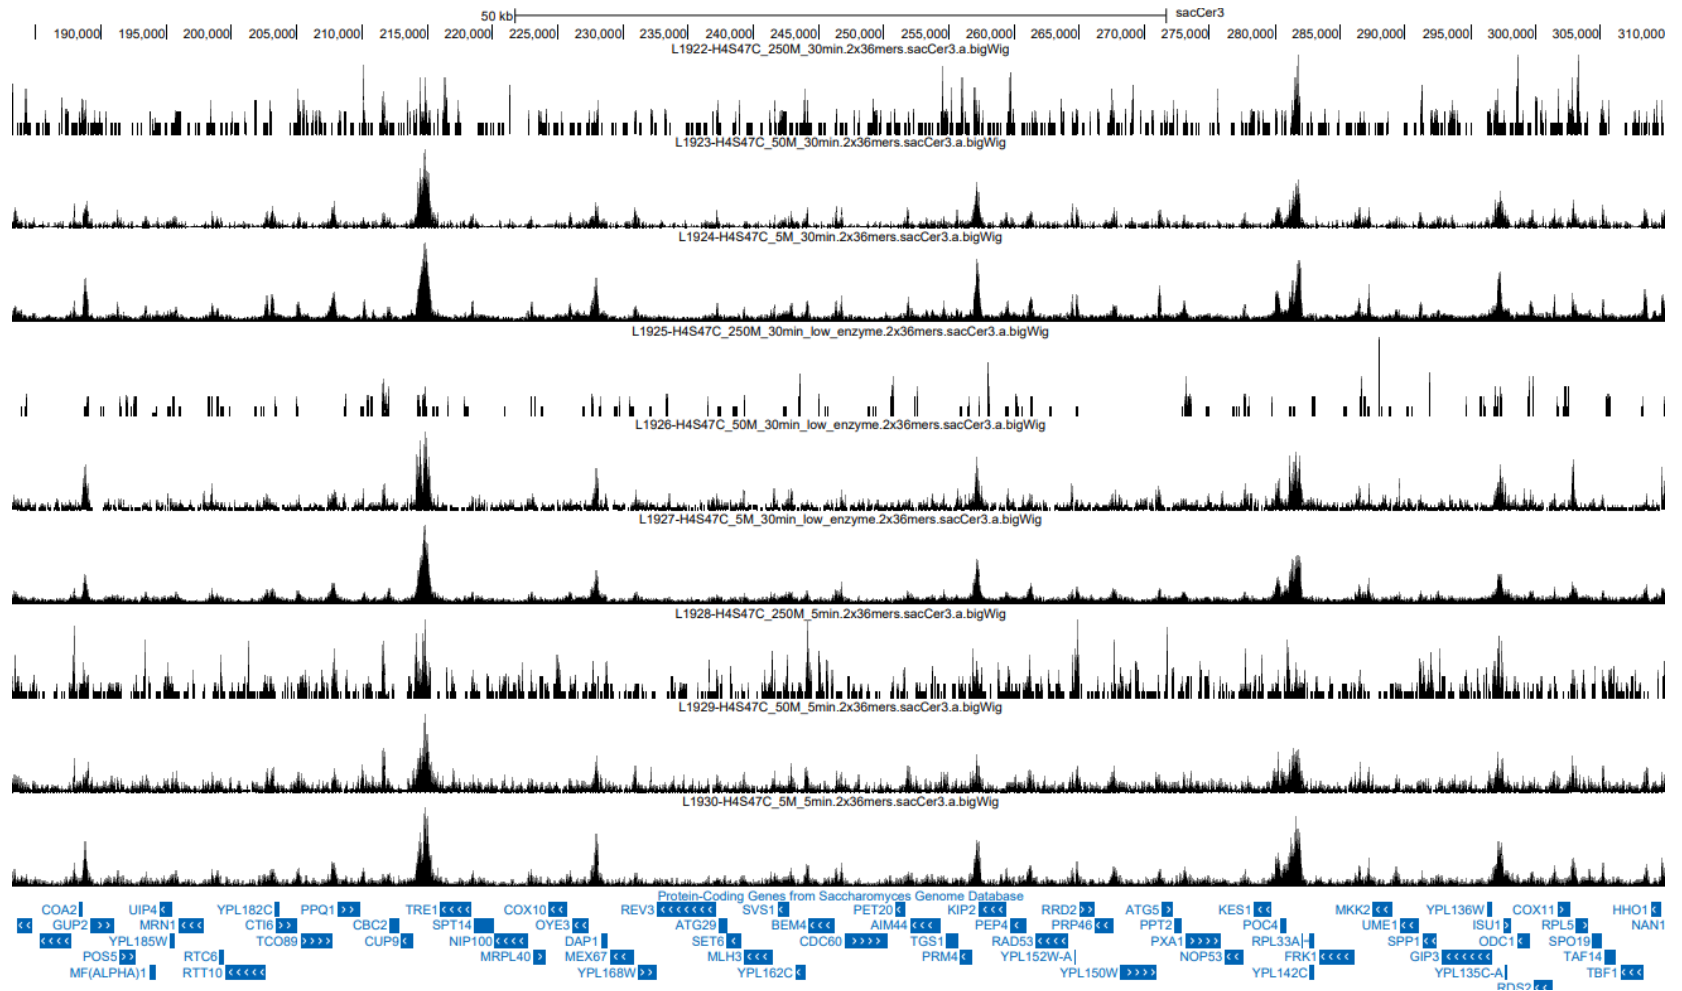 50 kb sacCer3
190,000 195,000 200,000 205,000 210,000 215,000 220,000 225,000 230,000 235,000 240,000 245,000 250,000 255,000 260,000 265,000 270,000 275,000 280,000 285,000 290,000 295,000 300,000 305,000 310,000
L1922-H4S47C_250M_30min.2x36mers.sacCer3.a.bigWig
L1923-H4S47C_50M_30min.2x36mers.sacCer3.a.bigWig
L1924-H4S47C_5M_30min.2x36mers.sacCer3.a.bigWig
L1925-H4S47C_250M_30min_low_enzyme.2x36mers.sacCer3.a.bigWig
L1926-H4S47C_50M_30min_low_enzyme.2x36mers.sacCer3.a.bigWig
L1927-H4S47C_5M_30min_low_enzyme.2x36mers.sacCer3.a.bigWig
L1928-H4S47C_250M_5min.2x36mers.sacCer3.a.bigWig
L1929-H4S47C_50M_5min.2x36mers.sacCer3.a.bigWig
L1930-H4S47C_5M_5min.2x36mers.sacCer3.a.bigWig
Protein-Coding Genes from Saccharomyces Genome Database
COA2 UIP4 YPL182C PPQ1 TRE1 COX10 REV3 SVS1 PET20 KIP2 RRD2 ATG5 KES1 MKK2 YPL136W COX11 HHO1
GUP2 MRN1 CTI6 CBC2 SPT14 OYE3 ATG29 BEM4 AIM44 PEP4 PRP46 PPT2 POC4 UME1 ISU1 RPL5 NAN1
YPL185W TCO89 CUP9 NIP100 DAP1 SET6 CDC60 TGS1 RAD53 PXA1 RPL33A SPP1 ODC1 SPO19
POS5 RTC6 MRPL40 MEX67 MLH3 PRM4 YPL152W-A NOP53 FRK1 GIP3 TAF14
MF(ALPHA)1 RTT10 YPL168W YPL162C YPL150W YPL142C YPL135C-A TBF1
RDS2